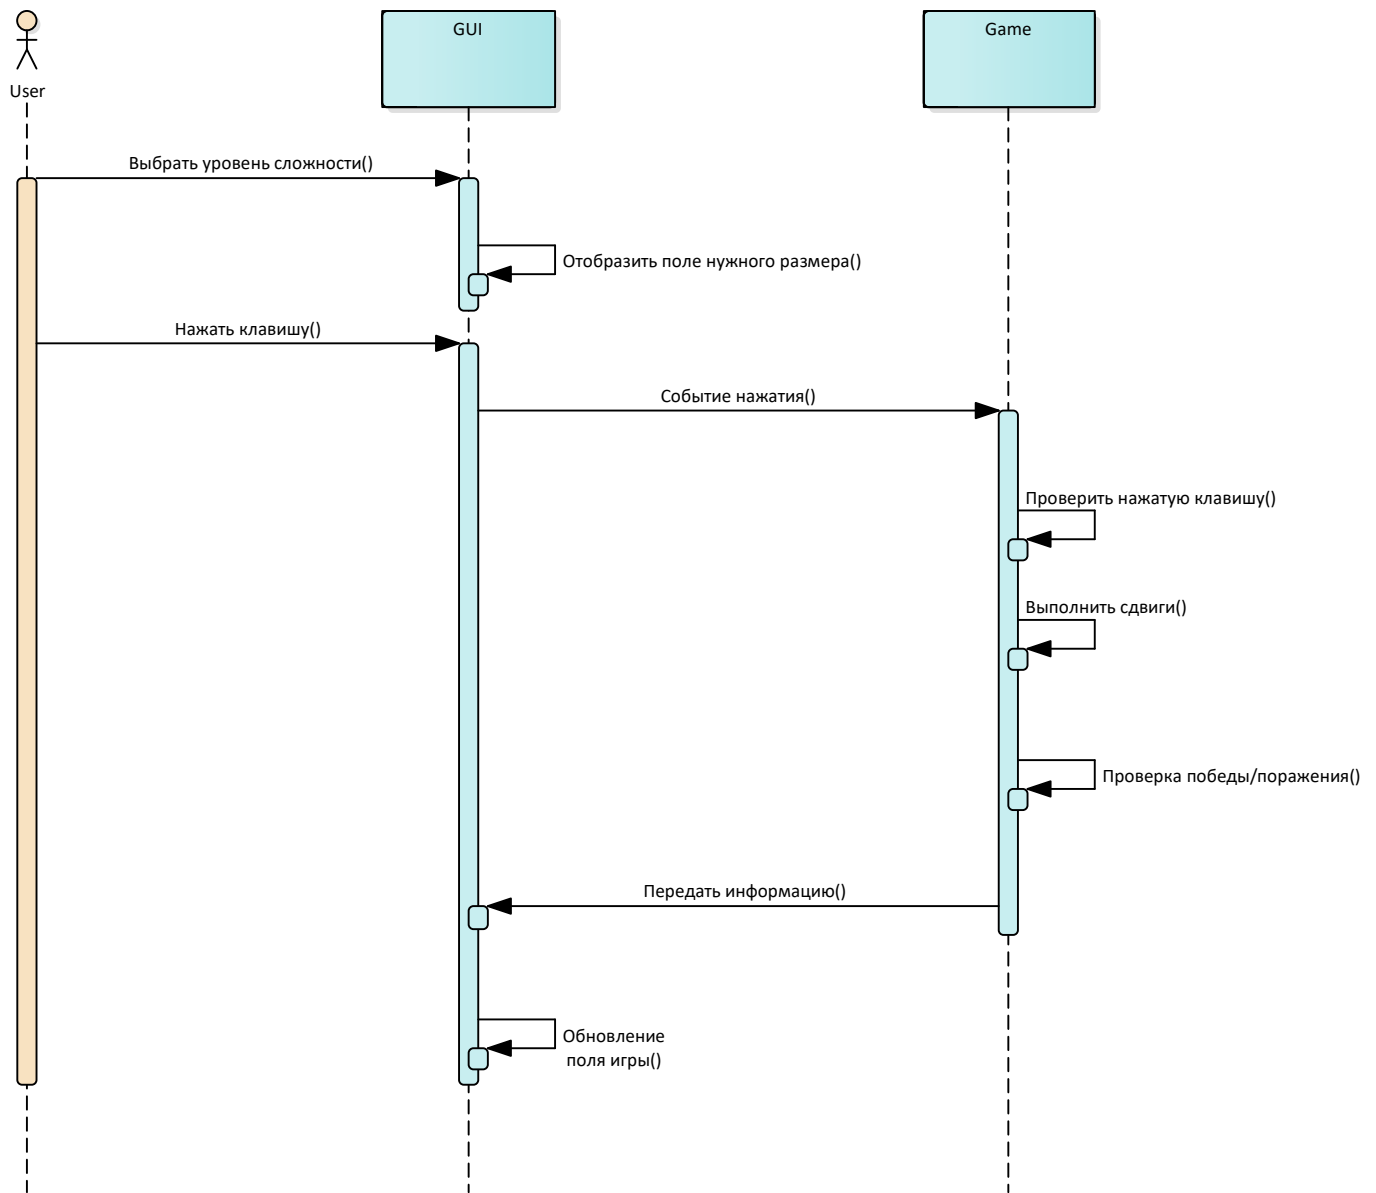 GUI
Game
User
Выбрать уровень сложности()
Отобразить поле нужного размера()
Нажать клавишу()
Событие нажатия()
Проверить нажатую клавишу()
Выполнить сдвиги()
Проверка победы/поражения()
Передать информацию()
Обновление
поля игры()